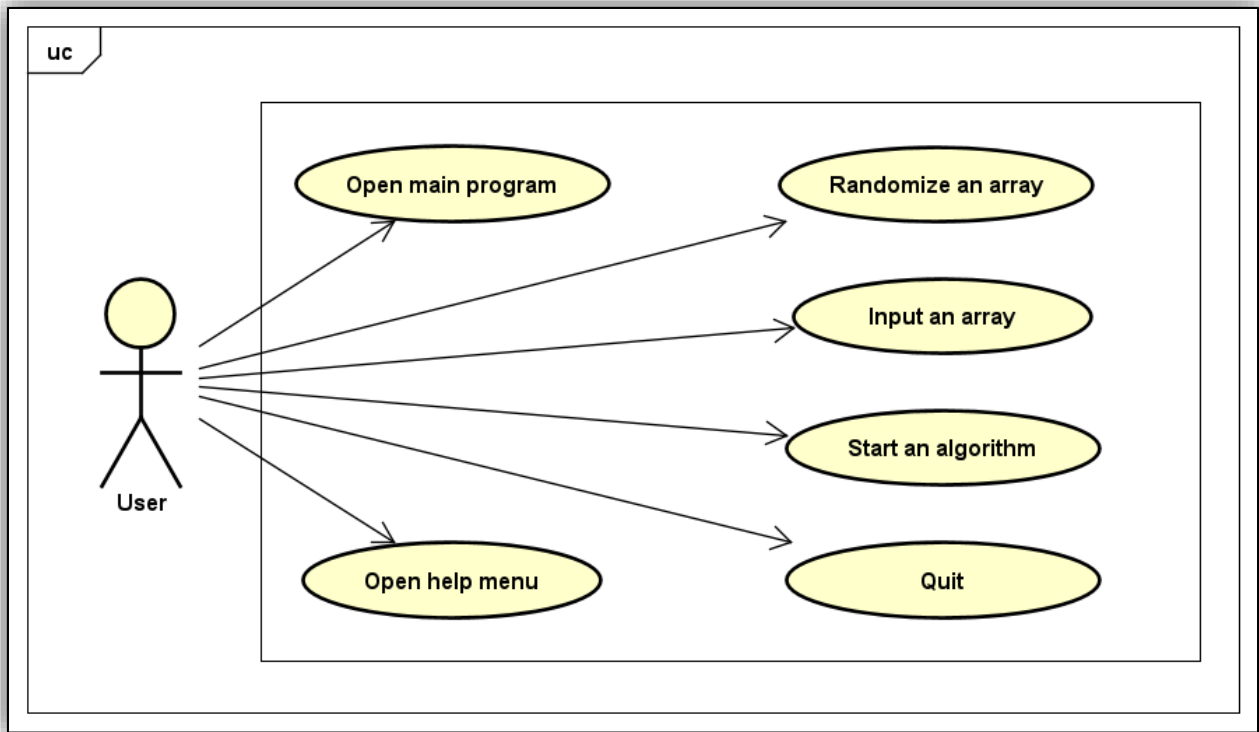 uc
Open main program
Randomize an array
Input an array
Start an algorithm
User
Open help menu
Quit